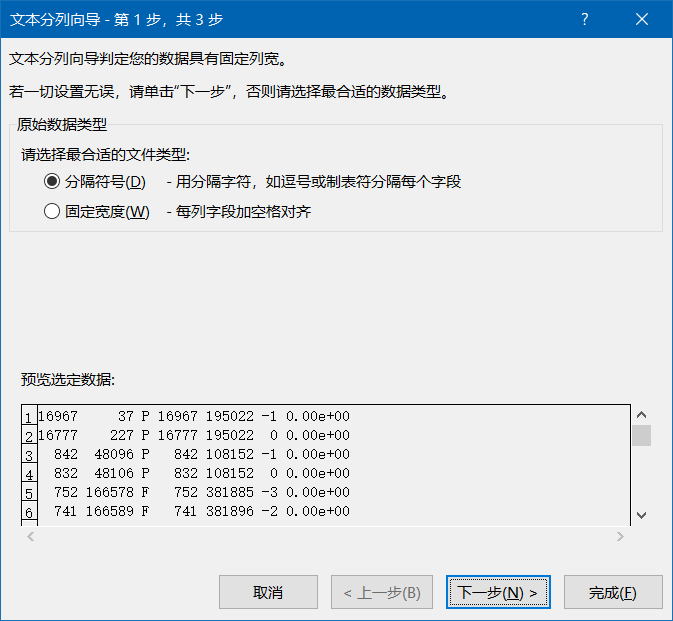 文本分列向导 - 第 1 步，共 3 步
?
文本分列向导判定您的数据具有固定列宽。
若一切设置无误，请单击“下一步”，否则请选择最合适的数据类型。
原始数据类型
请选择最合适的文件类型:
分隔符号(D) - 用分隔字符，如逗号或制表符分隔每个字段
固定宽度(W) - 每列字段加空格对齐
预览选定数据:
1 16967     37 P 16967 195022 -1 0.00e+00
2 16777    227 P 16777 195022  0 0.00e+00
3   842  48096 P   842 108152 -1 0.00e+00
4   832  48106 P   832 108152  0 0.00e+00
5   752 166578 F   752 381885 -3 0.00e+00
6   741 166589 F   741 381896 -2 0.00e+00
取消 < 上一步(B) 下一步(N) > 完成(F)